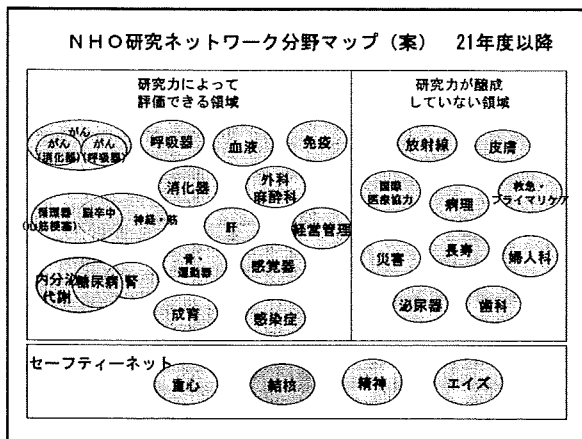 NHO研究ネットワーク分野マップ（案） 21年度以降
研究力によって
評価できる領域
研究力が醸成
していない領域
がん
がん
(消化器)
がん
(呼吸器)
呼吸器
血液
免疫
消化器
外科
麻酔科
循環器
(心筋梗塞)
脳卒中
神経・筋
肝
経営管理
骨・
運動器
感覚器
内分泌
代謝
糖尿病
腎
成育
感染症
放射線
皮膚
国際
医療協力
病理
救急・
プライマリケア
災害
長寿
婦人科
泌尿器
歯科
セーフティーネット
重心
結核
精神
エイズ